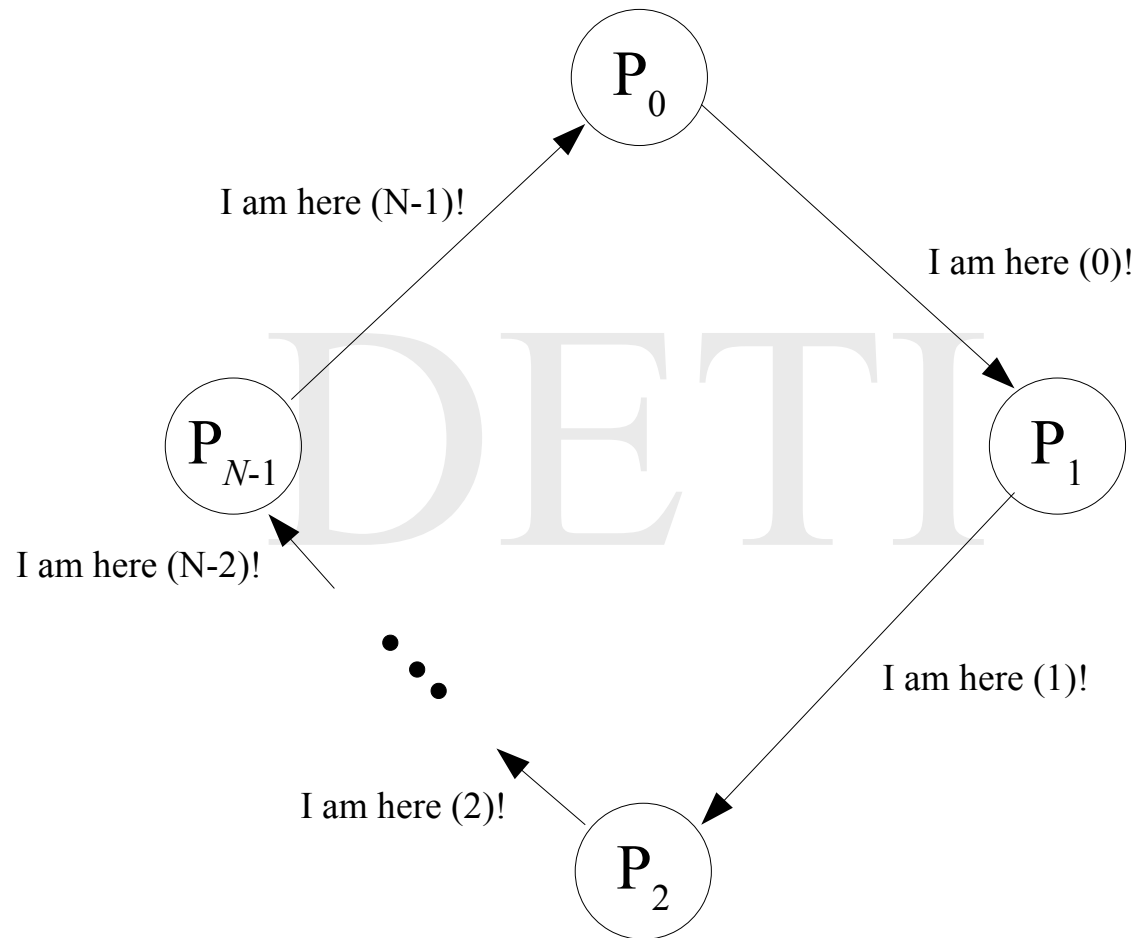 P0
I am here (N-1)!
I am here (0)!
DETI
PN-1
P1
I am here (N-2)!
I am here (1)!
I am here (2)!
P2